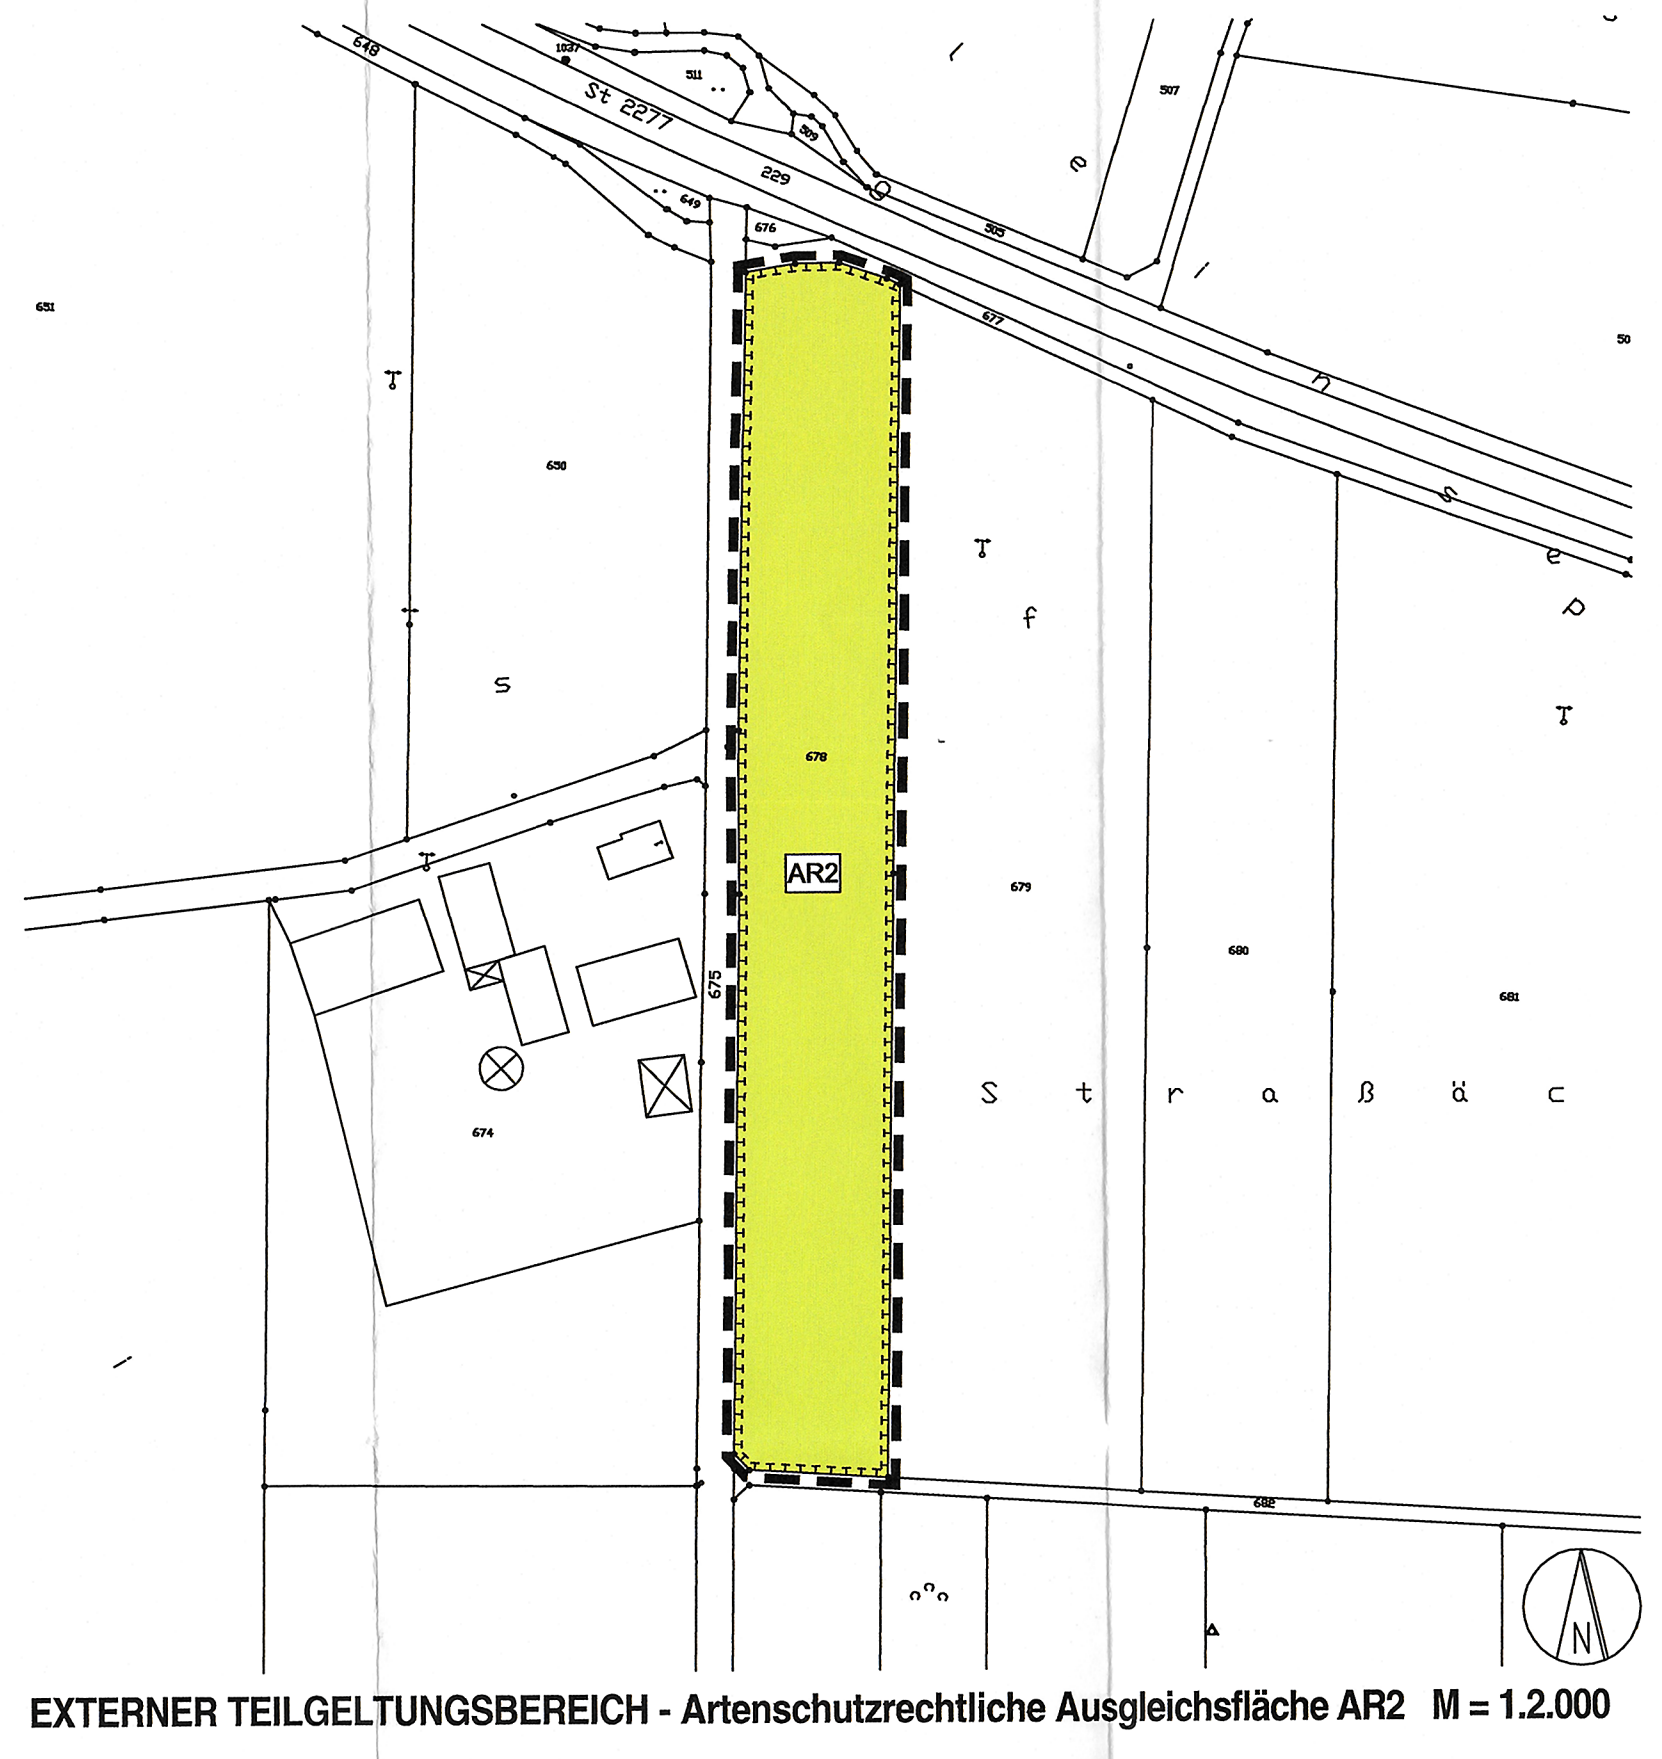 648
1037
511
St 2277
507
509
229
e
649
676
505
651
677
50
h
650
s
e
f
p
s
678
AR2
679
680
675
681
S t r a ß ä c
674
682
N
EXTERNER TEILGELTUNGSBEREICH - Artenschutzrechtliche Ausgleichsfläche AR2 M = 1.2.000